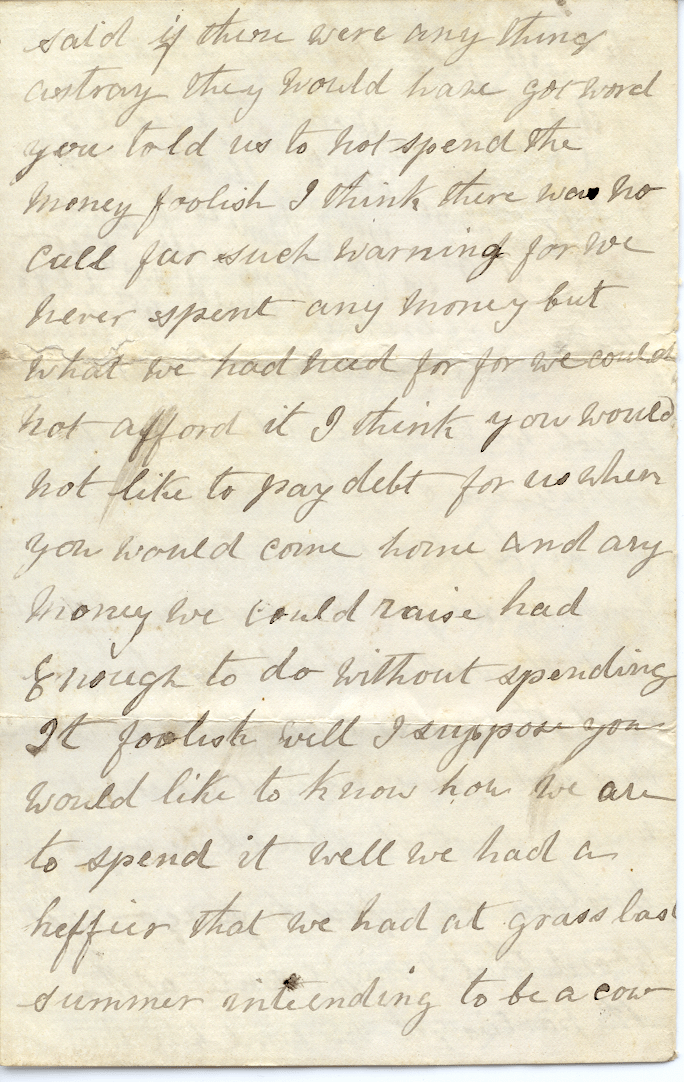 said if there were any thing
astray they would have got word
you told us to not spend the
money foolish I think there was no
call for such warning for we
never spent any money but
what we had need for for we could
not afford it I think you would
not like to pay debt for us when
you would come home and any
money we could raise had
Enough to do without spending
It foolish well I suppose you
would like to know how we are
to spend it well we had a
heffier that we had at grass last
summer inteending to be a cow